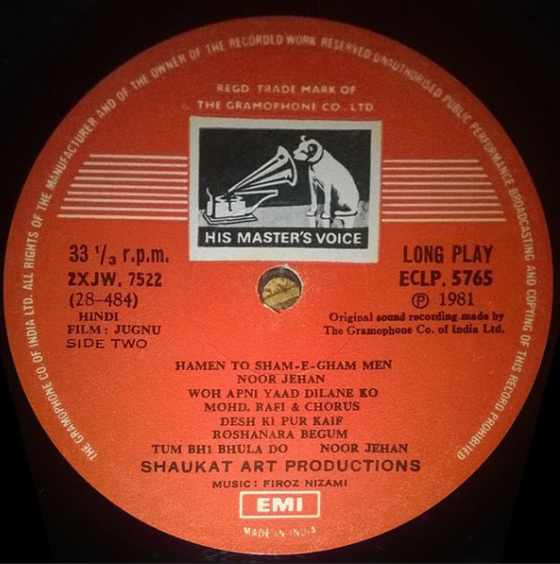 THE GRAMOPHONE CO. OF INDIA LTD. ALL RIGHTS OF THE MANUFACTURER AND OF THE OWNER OF THE RECORDED WORK RESERVED UNAUTHORISED PUBLIC PERFORMANCE BROADCASTING AND COPYING OF THIS RECORD PROHIBITED
REGD. TRADE MARK OF
THE GRAMOPHONE CO. LTD.
HIS MASTER'S VOICE
33 1/3 r.p.m.
2XJW. 7522
(28-484)
HINDI
FILM : JUGNU
SIDE TWO
LONG PLAY
ECLP. 5765
℗ 1981
Original sound recording made by
The Gramophone Co. of India Ltd.
HAMEN TO SHAM-E-GHAM MEN
NOOR JEHAN
WOH APNI YAAD DILANE KO
MOHD. RAFI & CHORUS
DESH KI PUR KAIF
ROSHANARA BEGUM
TUM BH1 BHULA DO NOOR JEHAN
SHAUKAT ART PRODUCTIONS
MUSIC : FIROZ NIZAMI
EMI
MADE IN INDIA